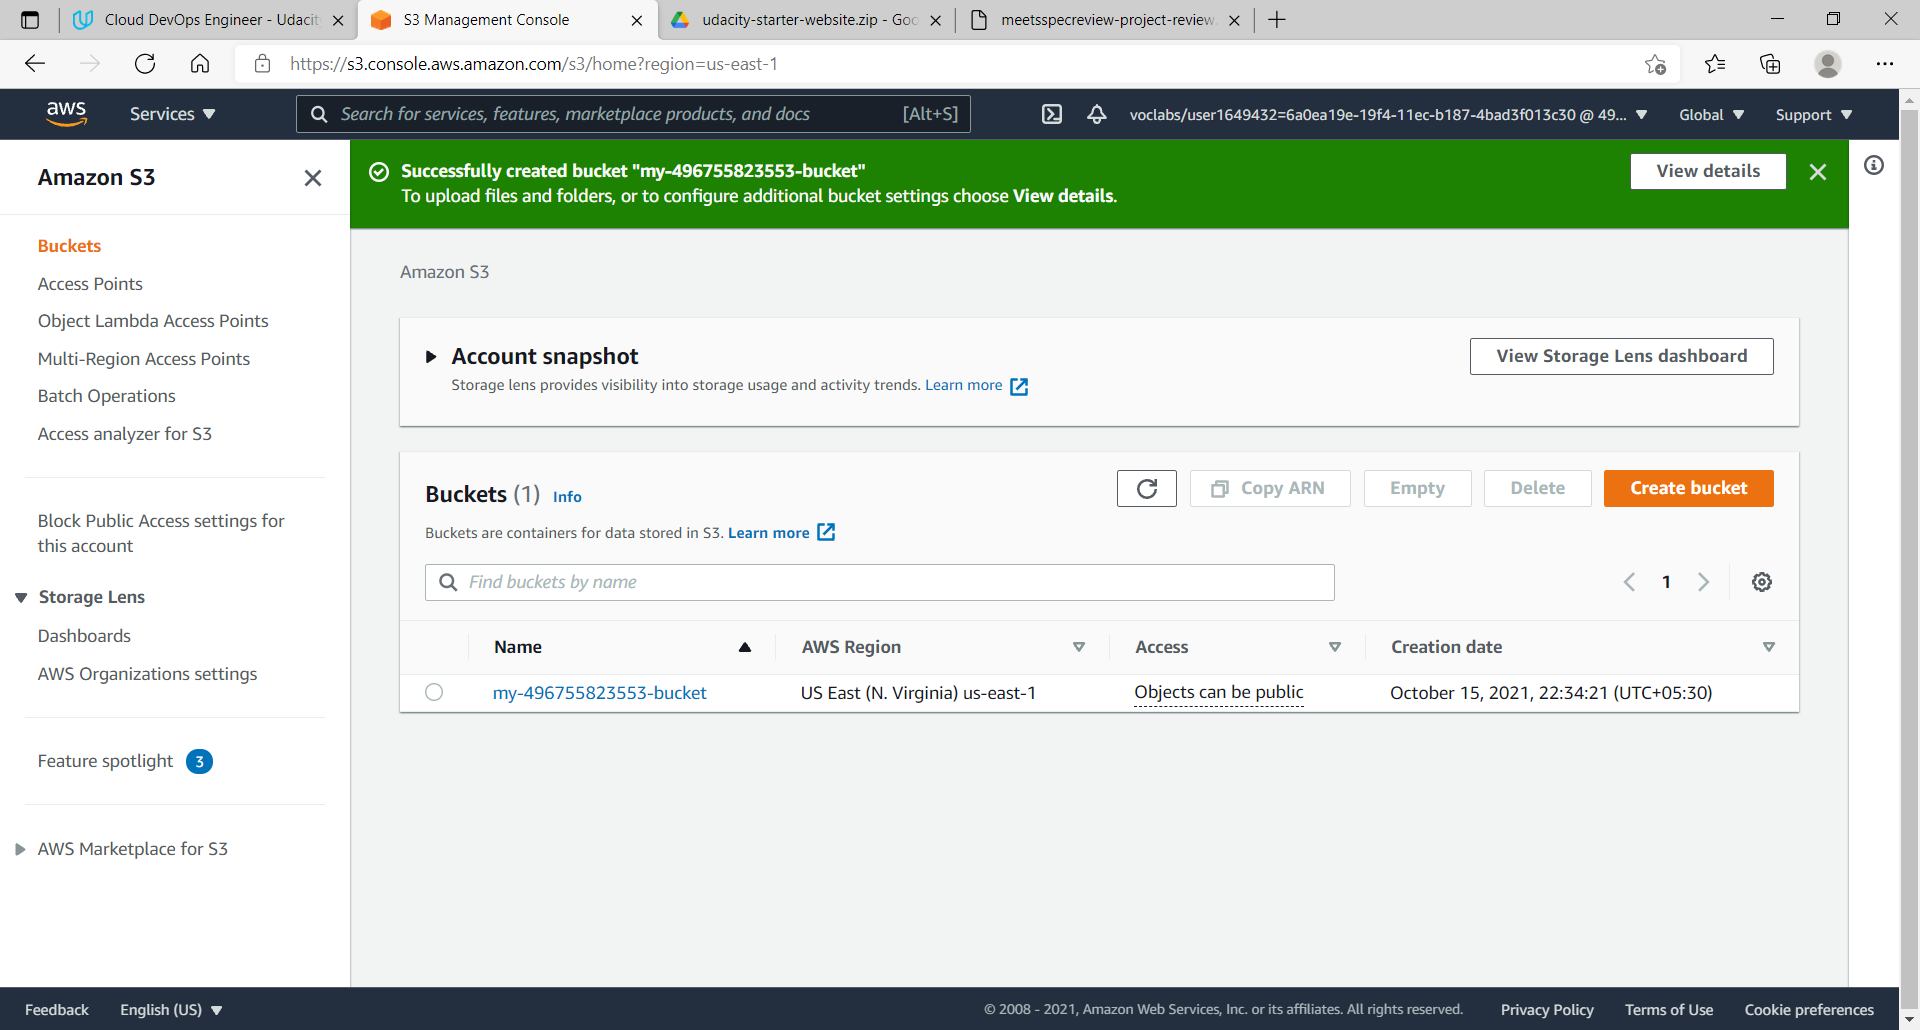 Cloud DevOps Engineer - Udacit
S3 Management Console
udacity-starter-website.zip - Goo
meetsspecreview-project-review
https://s3.console.aws.amazon.com/s3/home?region=us-east-1
aws
Services
Search for services, features, marketplace products, and docs
[Alt+S]
voclabs/user1649432=6a0ea19e-19f4-11ec-b187-4bad3f013c30 @ 49...
Global
Support
Amazon S3
Buckets
Access Points
Object Lambda Access Points
Multi-Region Access Points
Batch Operations
Access analyzer for S3
Block Public Access settings for
this account
Storage Lens
Dashboards
AWS Organizations settings
Feature spotlight
3
AWS Marketplace for S3
Successfully created bucket "my-496755823553-bucket"
To upload files and folders, or to configure additional bucket settings choose View details.
View details
Amazon S3
Account snapshot
Storage lens provides visibility into storage usage and activity trends. Learn more
View Storage Lens dashboard
Buckets (1) Info
Copy ARN
Empty
Delete
Create bucket
Buckets are containers for data stored in S3. Learn more
Find buckets by name
1
Name
AWS Region
Access
Creation date
my-496755823553-bucket
US East (N. Virginia) us-east-1
Objects can be public
October 15, 2021, 22:34:21 (UTC+05:30)
Feedback
English (US)
© 2008 - 2021, Amazon Web Services, Inc. or its affiliates. All rights reserved.
Privacy Policy
Terms of Use
Cookie preferences